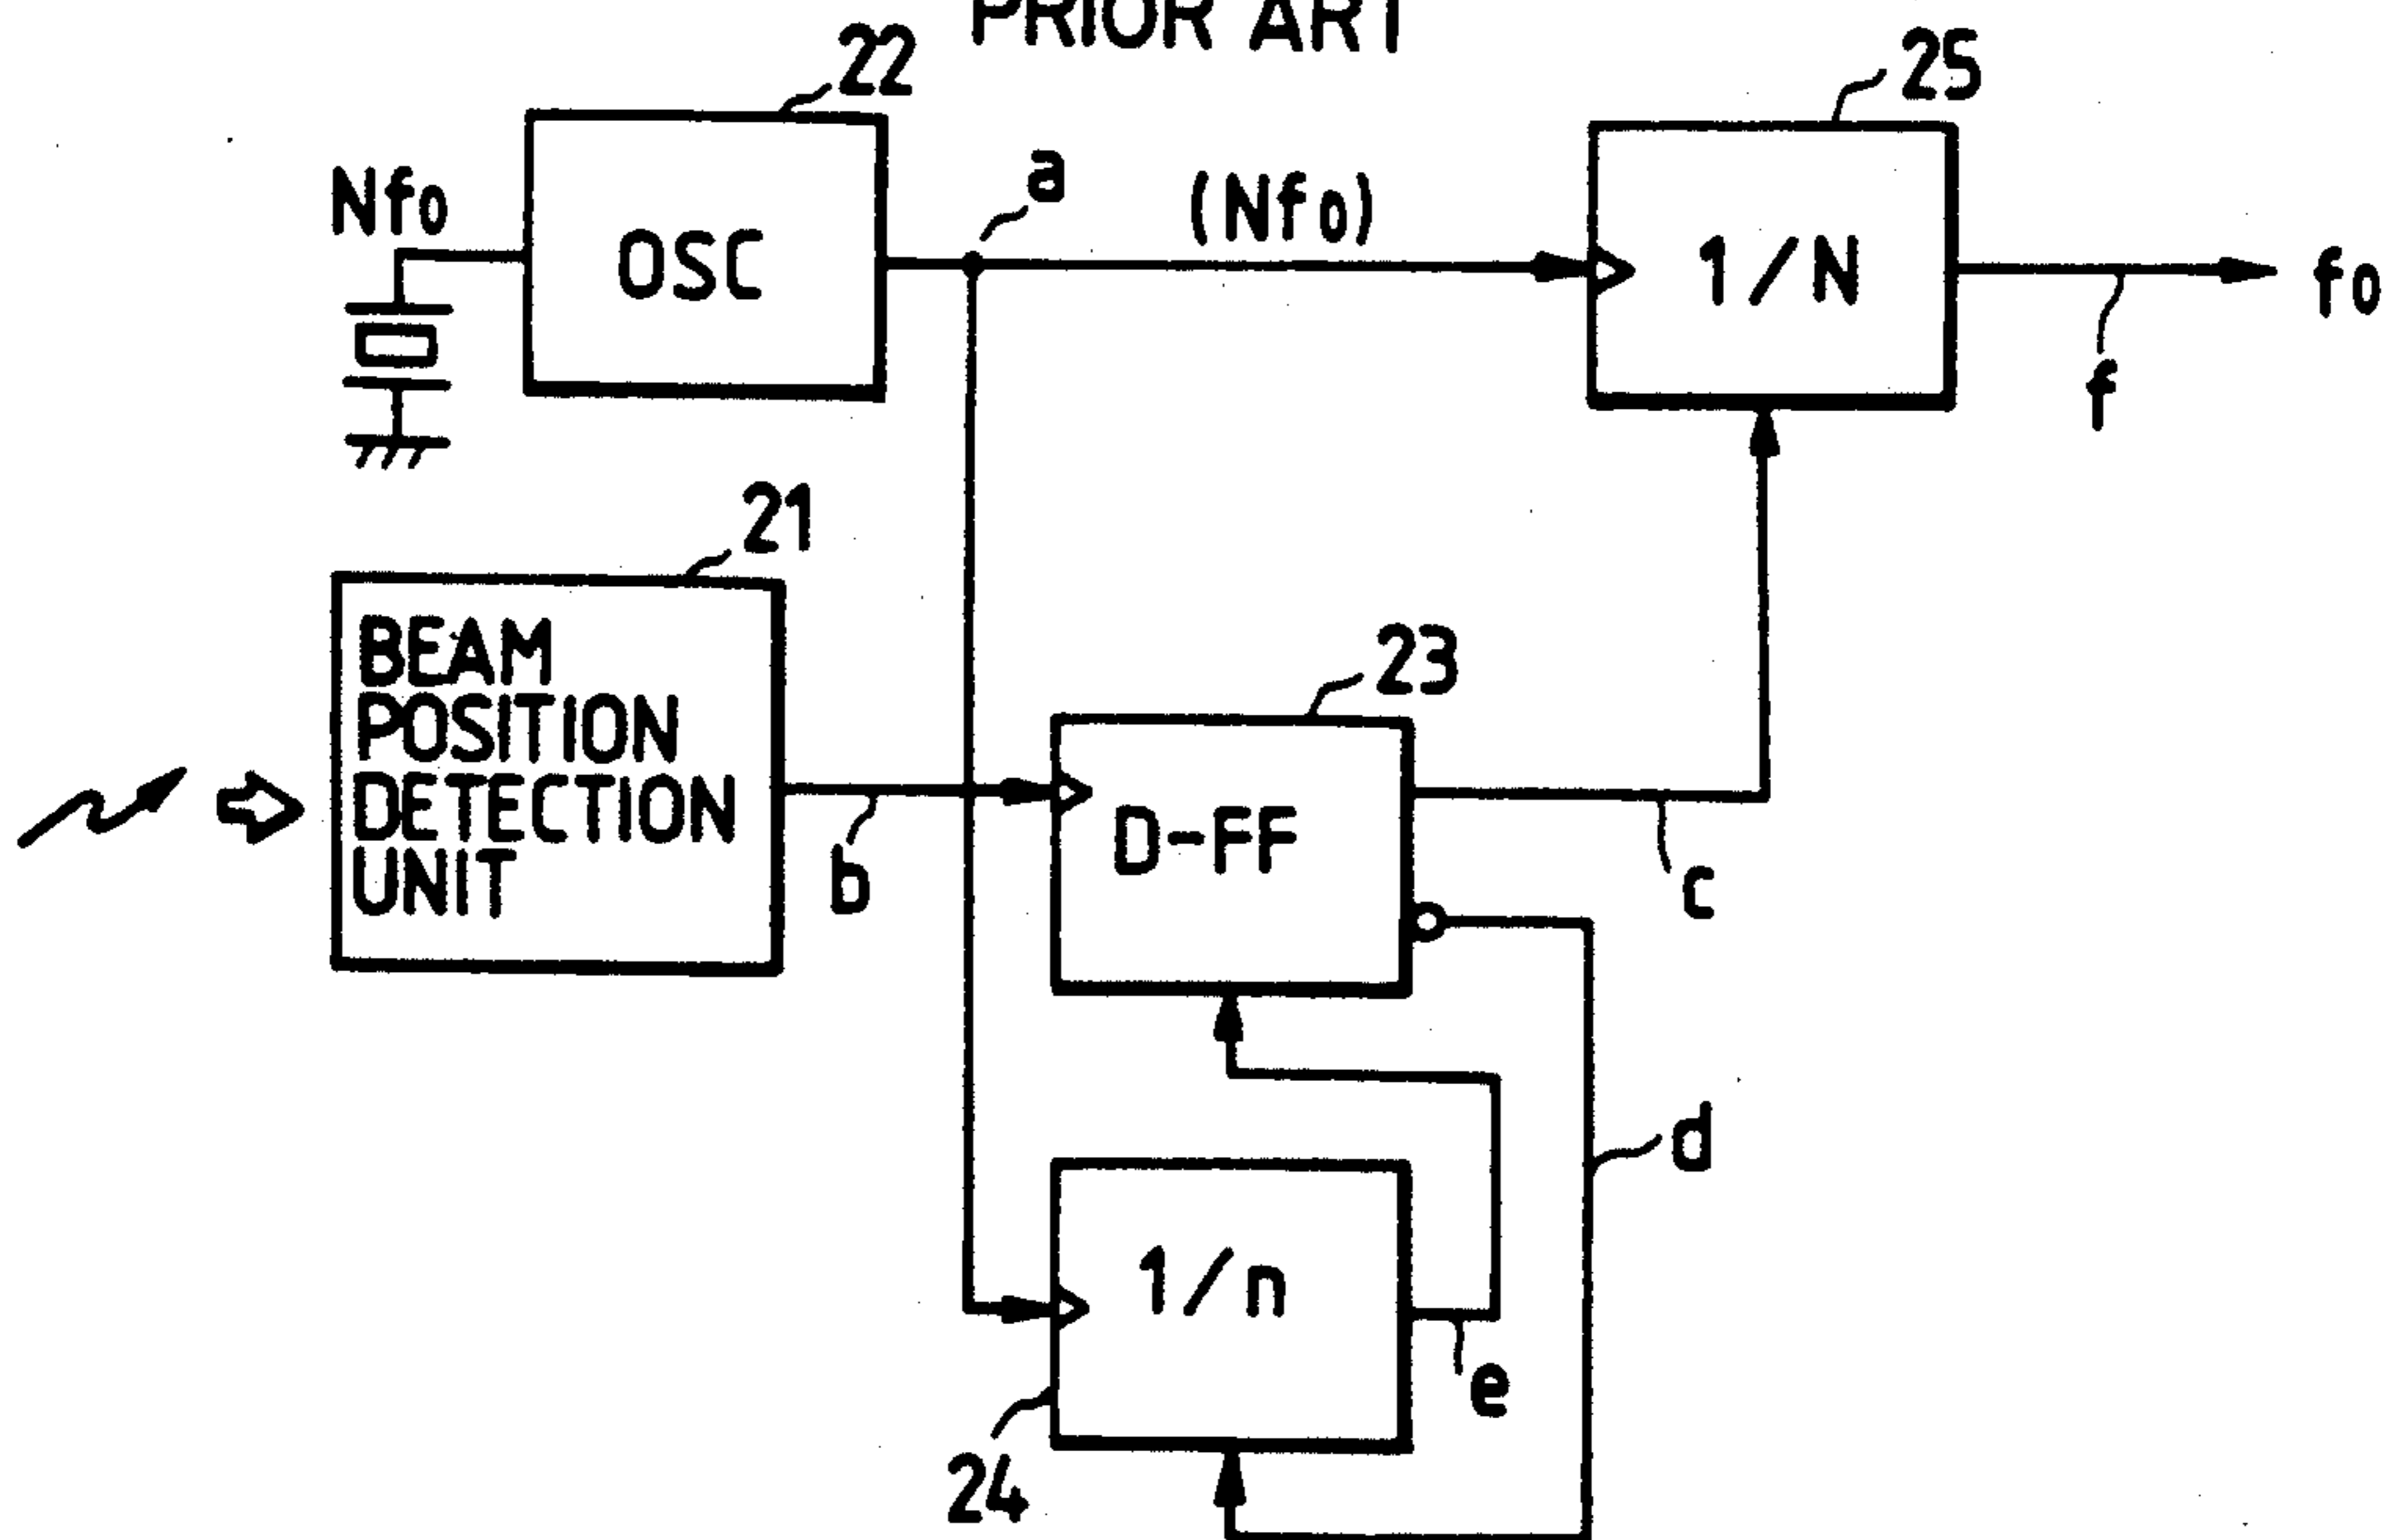 PRIOR ART
22
25
Nfo
OSC
a
(Nfo)
1/N
fo
f
21
BEAM
POSITION
DETECTION
UNIT
b
23
D-FF
c
d
1/n
e
24